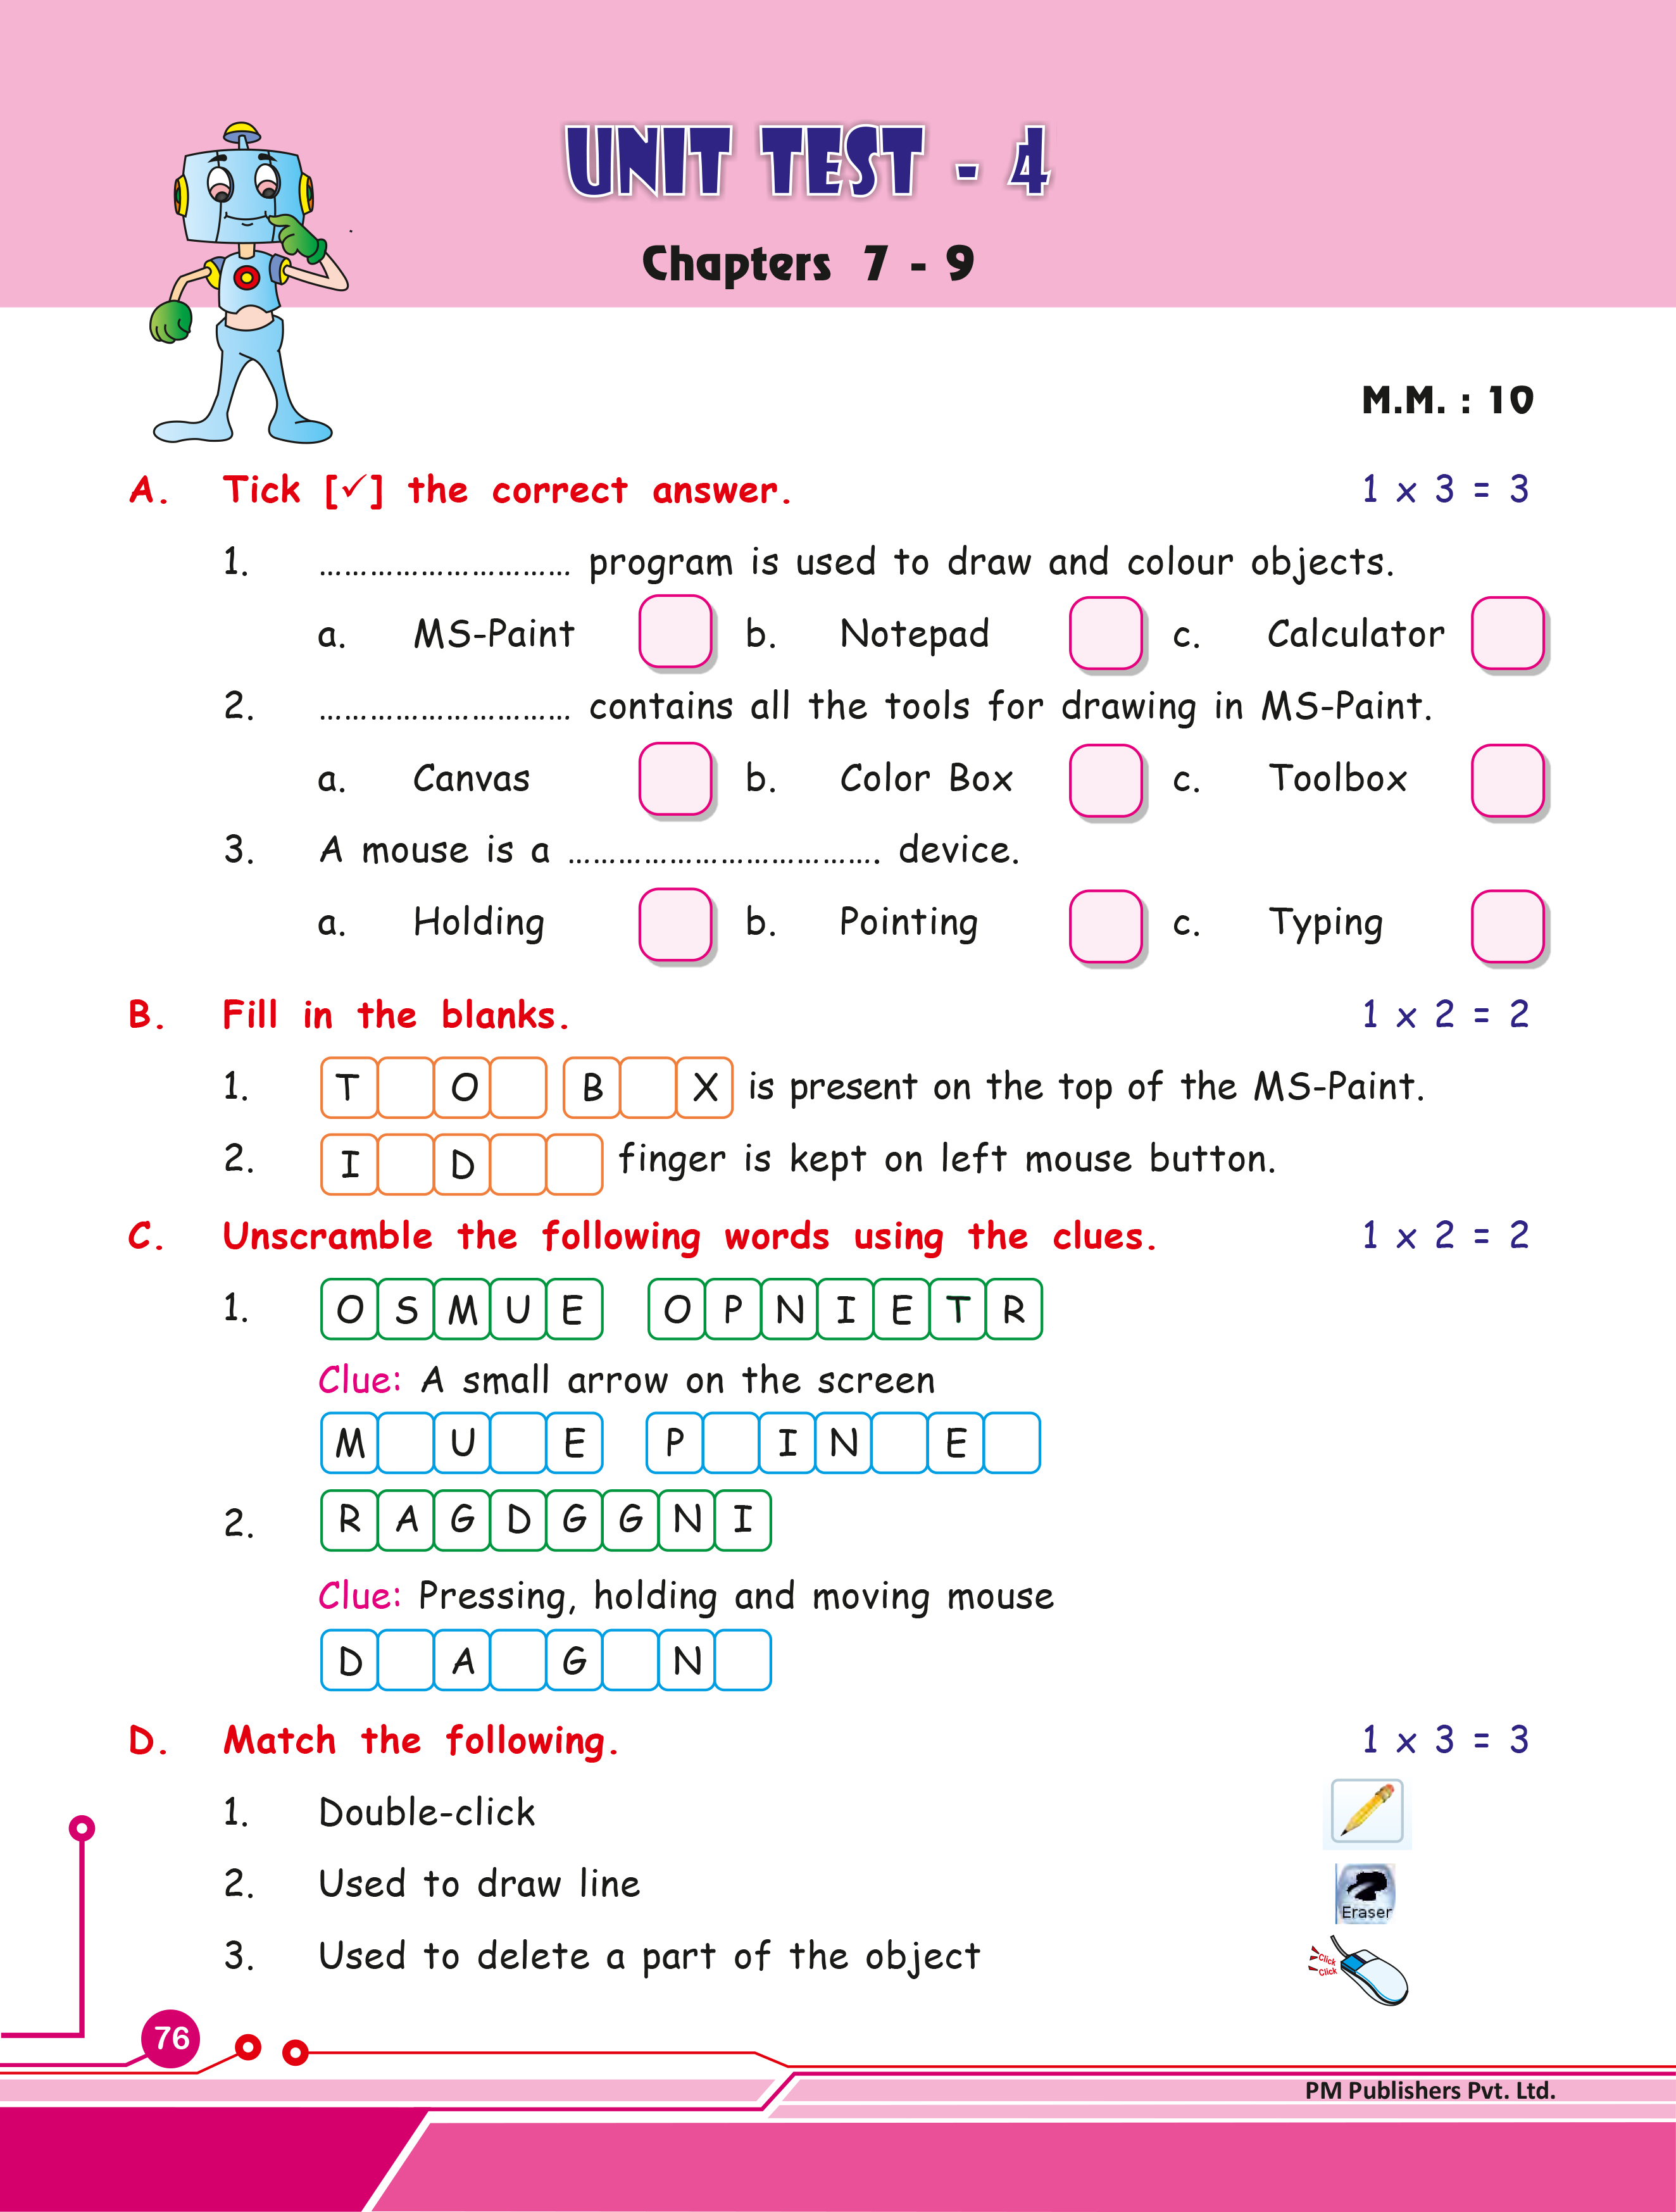 UNIT TEST - 4
Chapters 7 - 9
M.M. : 10
A. Tick [✓] the correct answer. 1 x 3 = 3
1. .............................. program is used to draw and colour objects.
a. MS-Paint b. Notepad c. Calculator
2. .............................. contains all the tools for drawing in MS-Paint.
a. Canvas b. Color Box c. Toolbox
3. A mouse is a ..................................... device.
a. Holding b. Pointing c. Typing
B. Fill in the blanks. 1 x 2 = 2
1. T O B X is present on the top of the MS-Paint.
2. I D finger is kept on left mouse button.
C. Unscramble the following words using the clues. 1 x 2 = 2
1. O S M U E O P N I E T R
Clue: A small arrow on the screen
M U E P I N E
2. R A G D G G N I
Clue: Pressing, holding and moving mouse
D A G N
D. Match the following. 1 x 3 = 3
1. Double-click
2. Used to draw line
Eraser
3. Used to delete a part of the object
Click
Click
76
PM Publishers Pvt. Ltd.